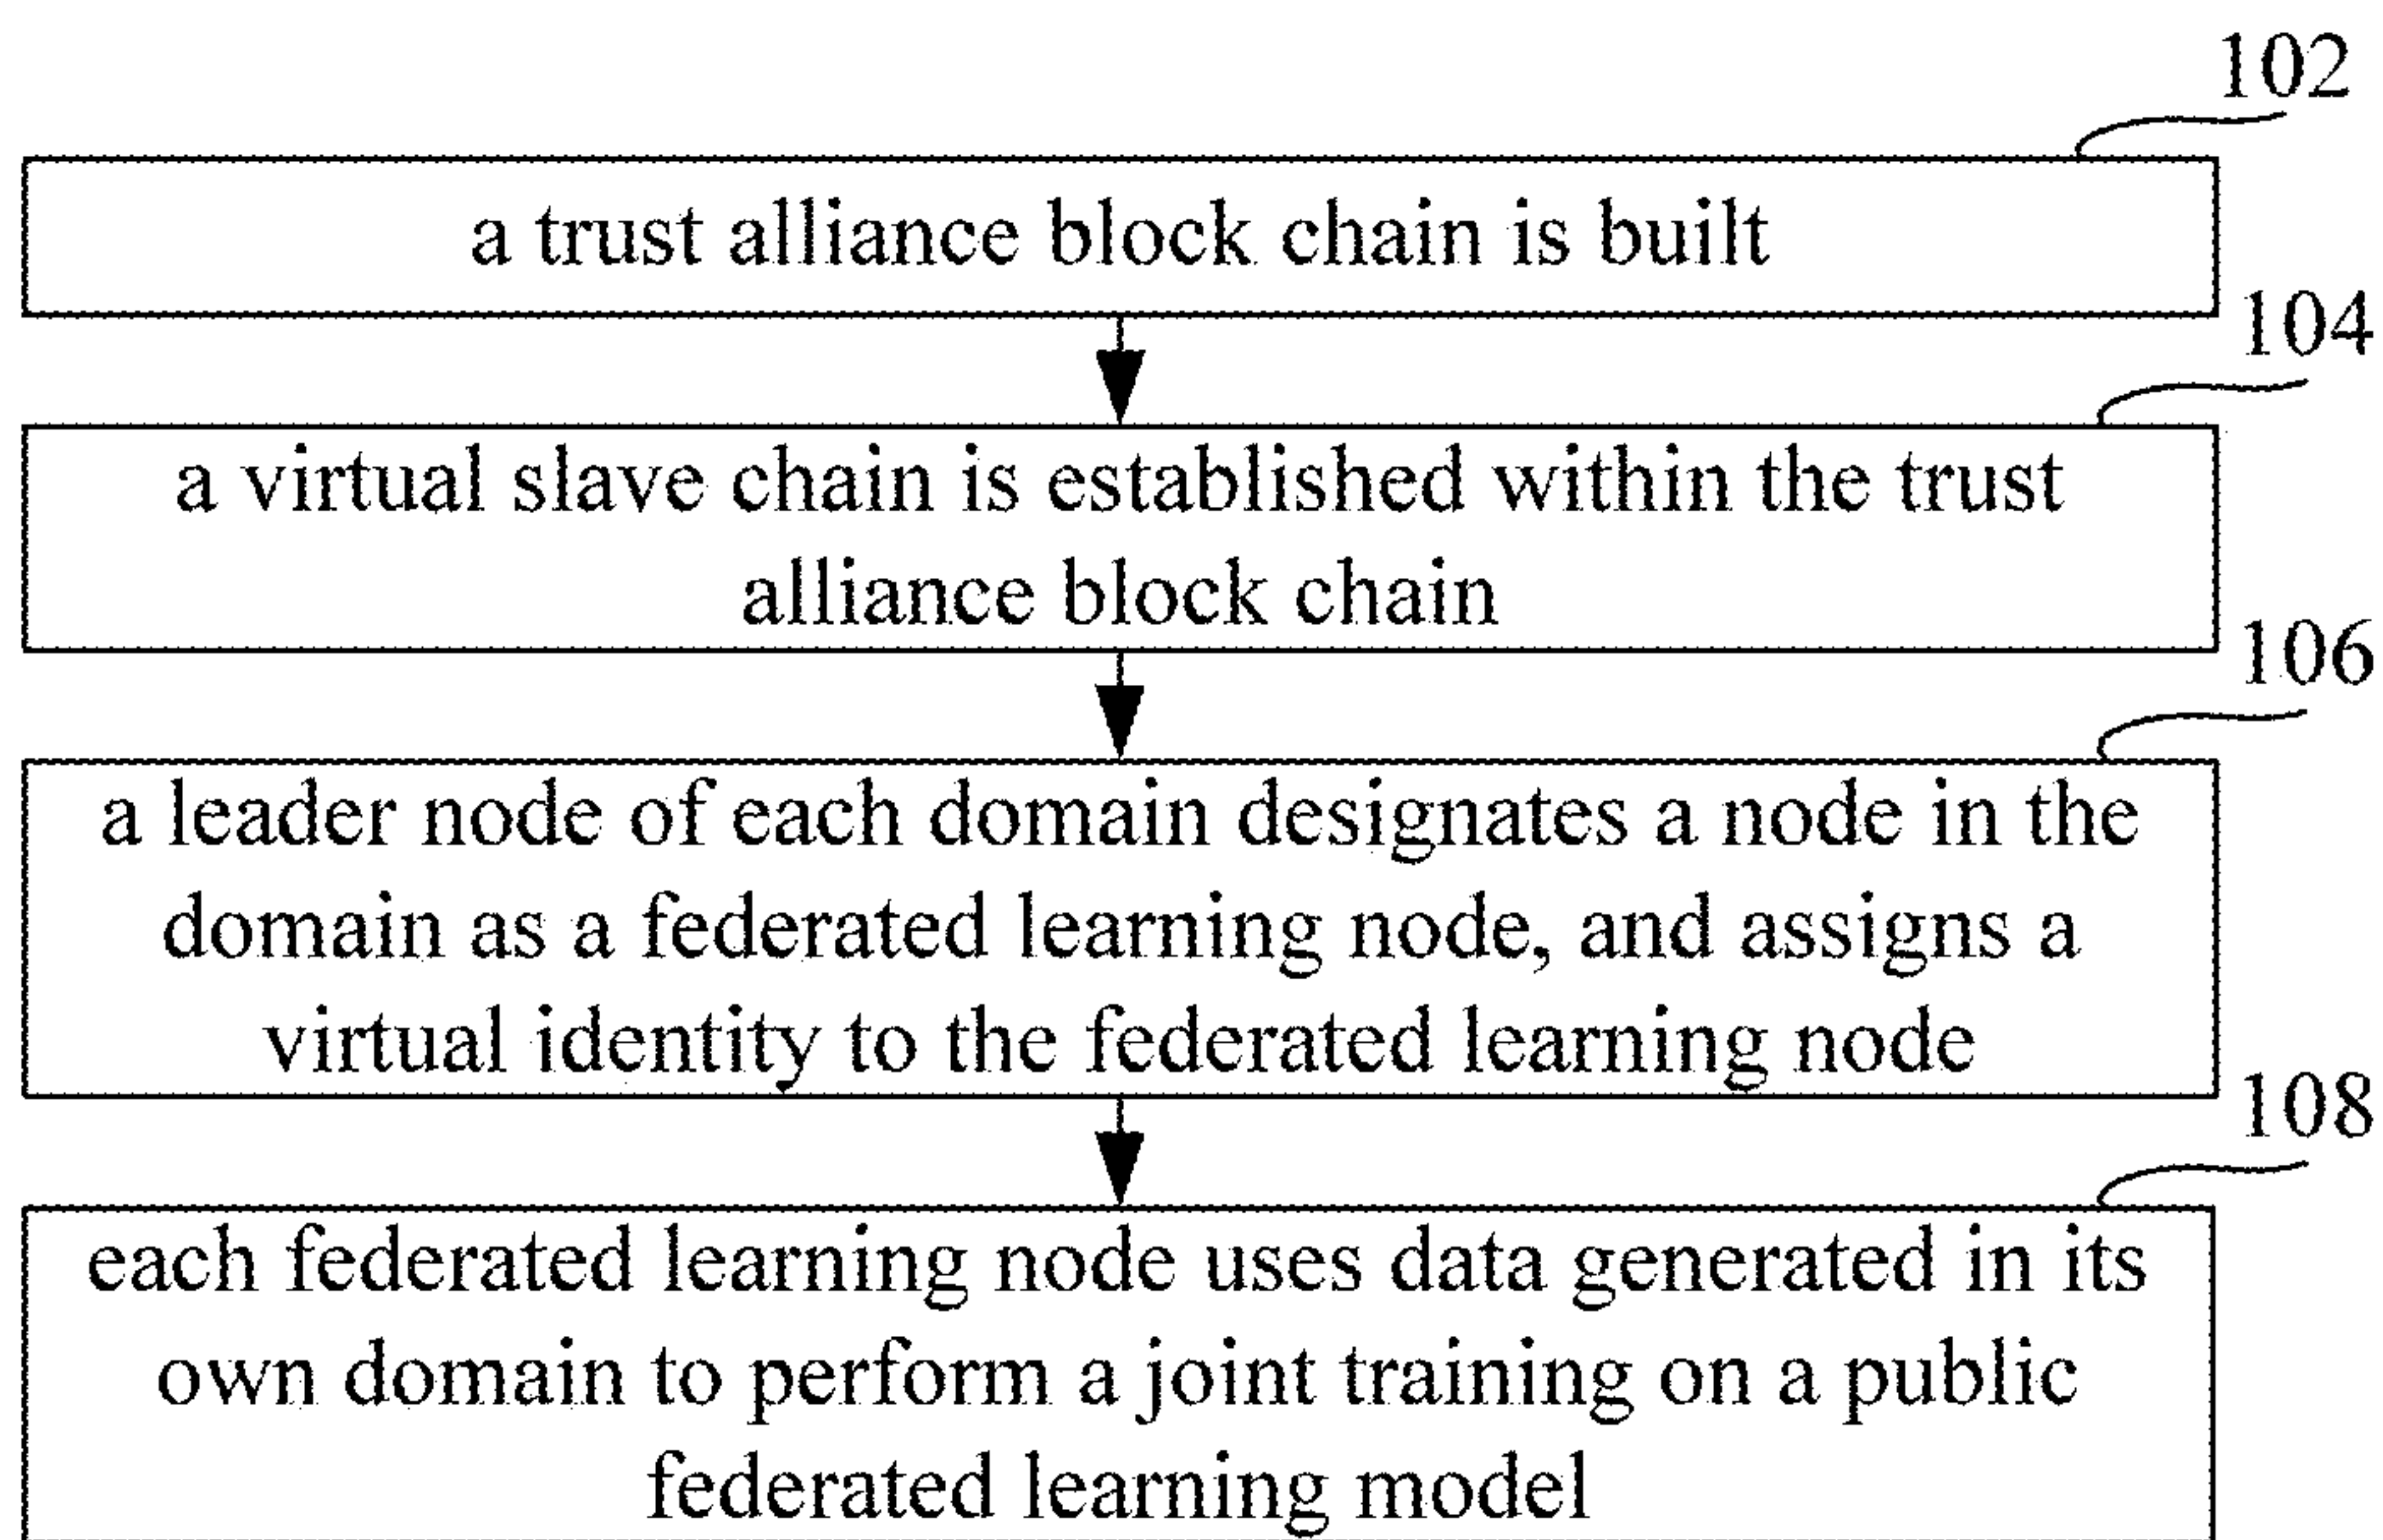 102
a trust alliance block chain is built
104
a virtual slave chain is established within the trust
alliance block chain
106
a leader node of each domain designates a node in the
domain as a federated learning node, and assigns a
virtual identity to the federated learning node
108
each federated learning node uses data generated in its
own domain to perform a joint training on a public
federated learning model